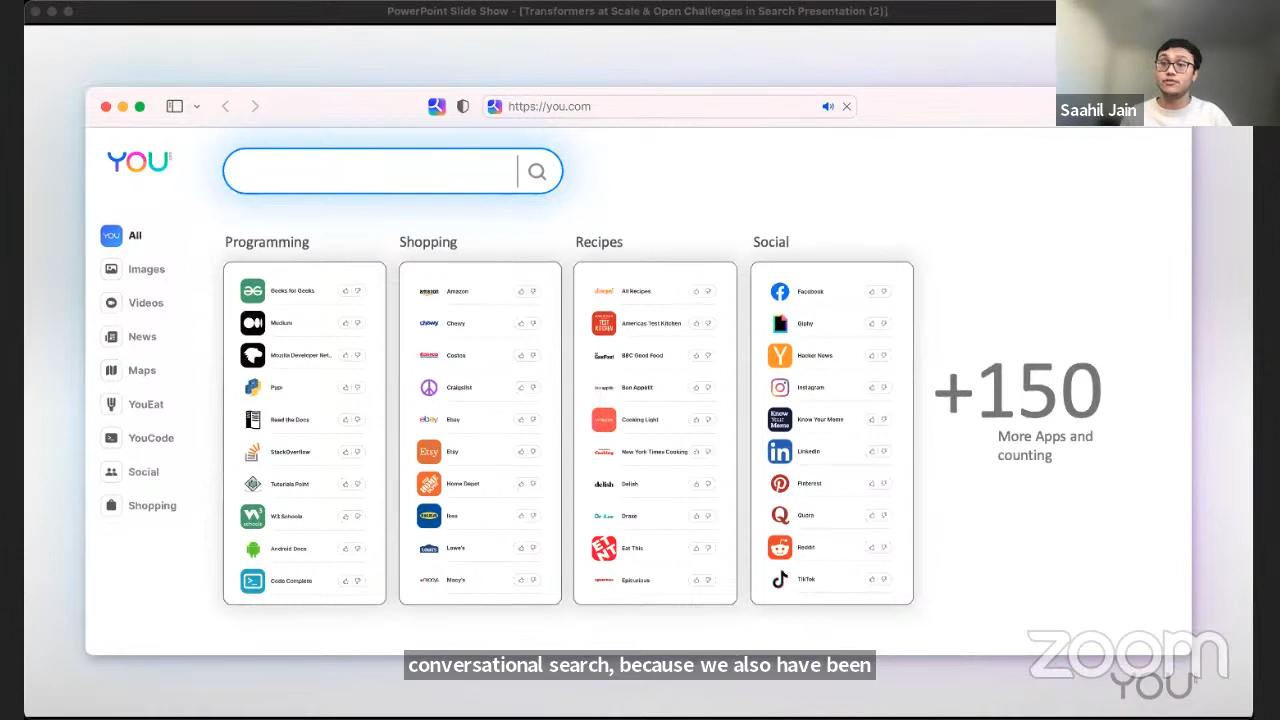 PowerPoint Slide Show - [Transformers at Scale & Open Challenges in Search Presentation (2)]
Saahil Jain
https://you.com
YOU
All
Images
Videos
News
Maps
YouEat
YouCode
Social
Shopping
Programming
Geeks for Geeks
Medium
Mozilla Developer Net...
Pypi
Read the Docs
StackOverflow
Tutorials Point
W3 Schools
Android Docs
Code Complete
Shopping
Amazon
Chewy
Costco
Craigslist
Ebay
Etsy
Home Depot
Ikea
Lowe's
Macy's
Recipes
All Recipes
Americas Test Kitchen
BBC Good Food
Bon Appétit
Cooking Light
New York Times Cooking
Delish
Draxe
Eat This
Epicurious
Social
Facebook
Giphy
Hacker News
Instagram
Know Your Meme
LinkedIn
Pinterest
Quora
Reddit
TikTok
+150
More Apps and
counting
conversational search, because we also have been
zoom
YOU